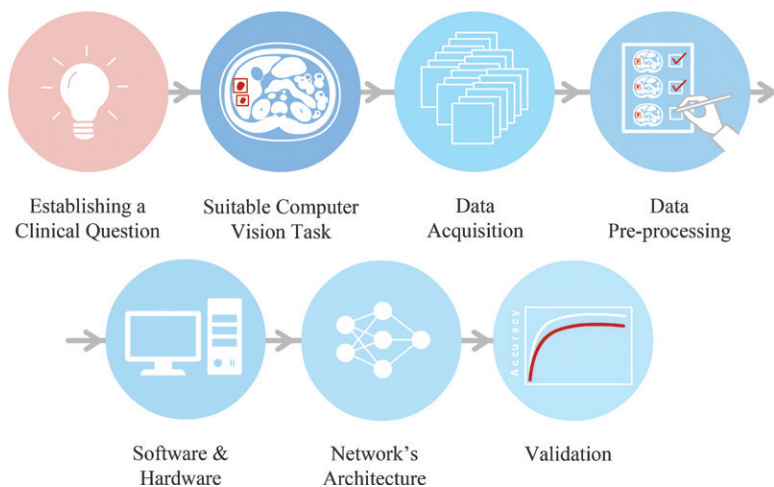 Establishing a
Clinical Question
Suitable Computer
Vision Task
Data
Acquisition
Data
Pre-processing
Accuracy
Software &
Hardware
Network's
Architecture
Validation